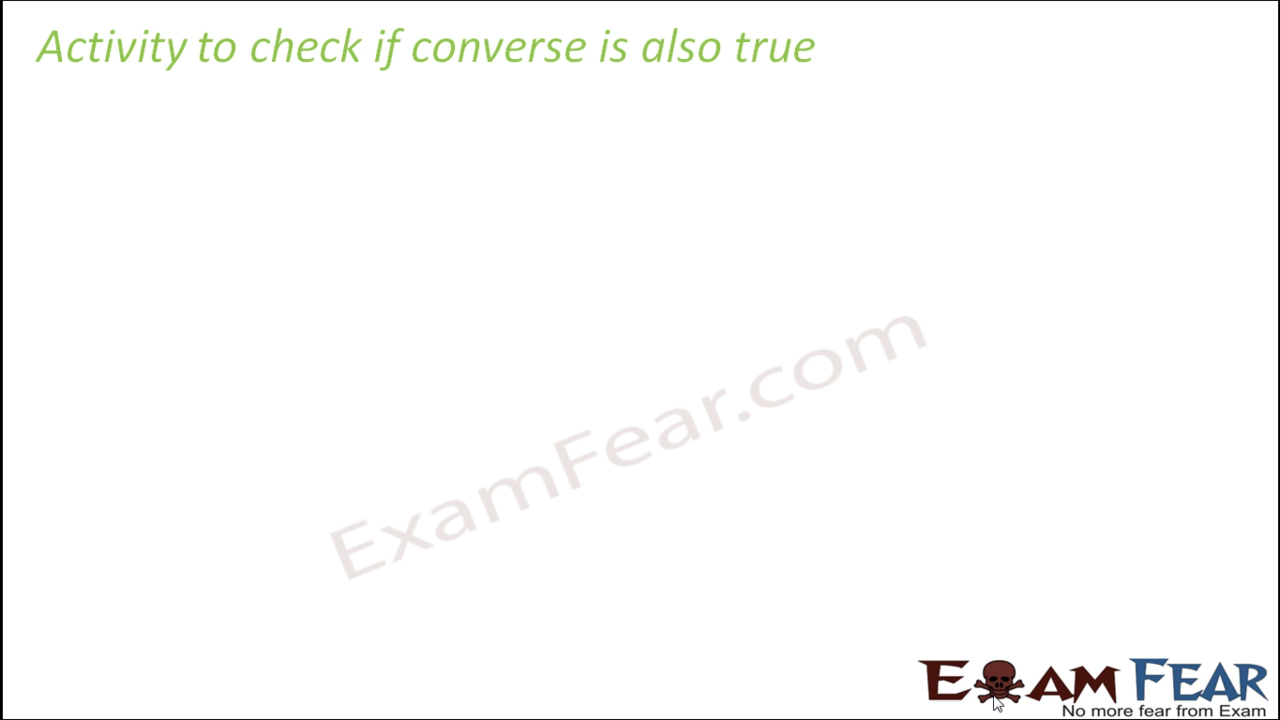 Activity to check if converse is also true
ExamFear.com
EXAM FEAR
No more fear from Exam